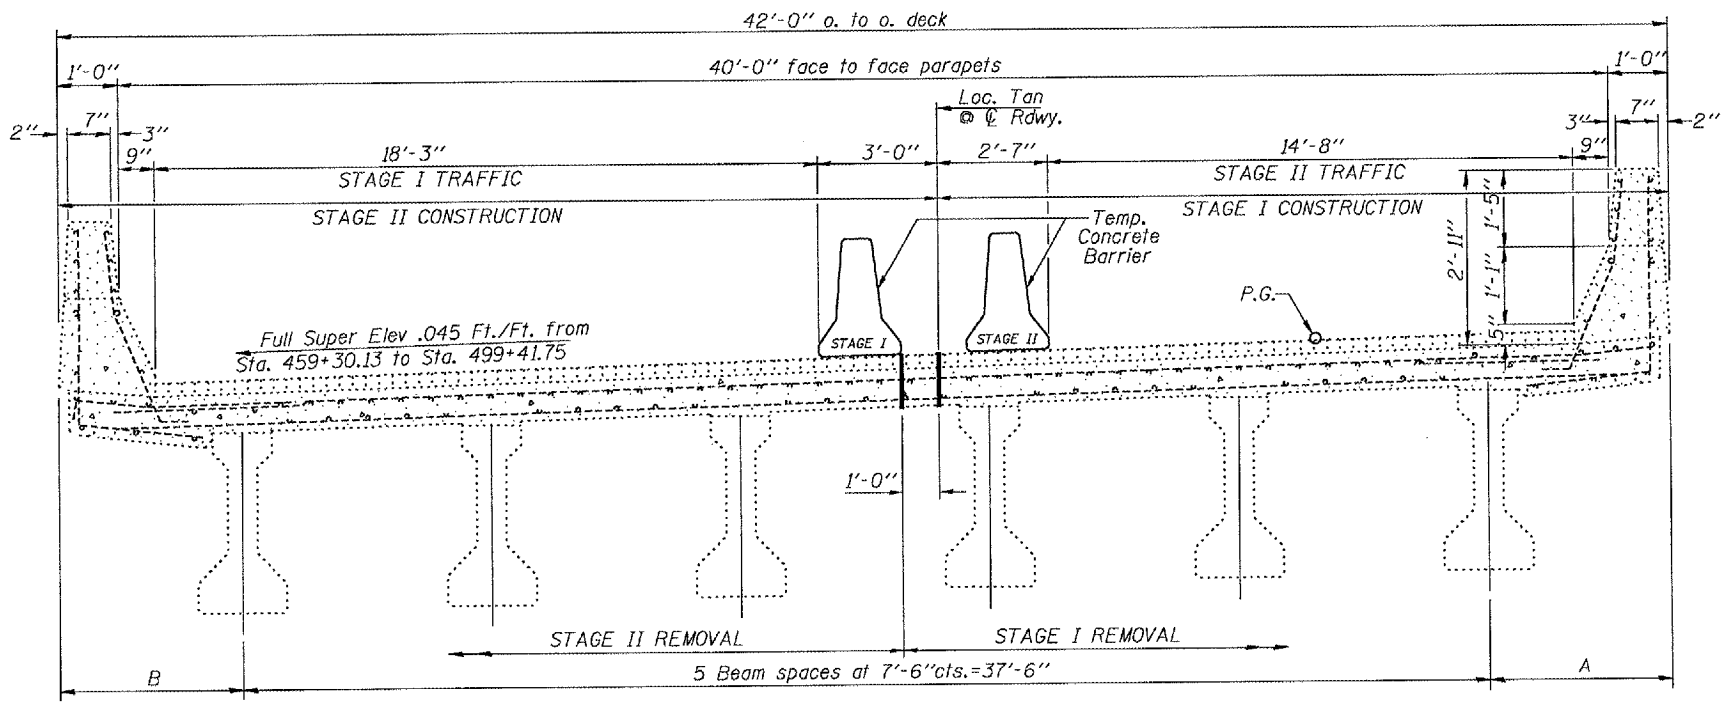 42'-0" o. to o. deck
1'-0"
40'-0" face to face parapets
1'-0"
Loc. Tan
@ ℄ Rdwy.
2"
7"
3"
3"
7"
2"
9"
18'-3"
3'-0"
2'-7"
14'-8"
9"
STAGE I TRAFFIC
STAGE II TRAFFIC
STAGE II CONSTRUCTION
STAGE I CONSTRUCTION
Temp.
Concrete
Barrier
2'-11"
1'-5"
1'-1"
5"
P.G.
Full Super Elev .045 Ft./Ft. from
Sta. 459+30.13 to Sta. 499+41.75
STAGE I
STAGE II
1'-0"
STAGE II REMOVAL
STAGE I REMOVAL
B
5 Beam spaces at 7'-6"cts.=37'-6"
A